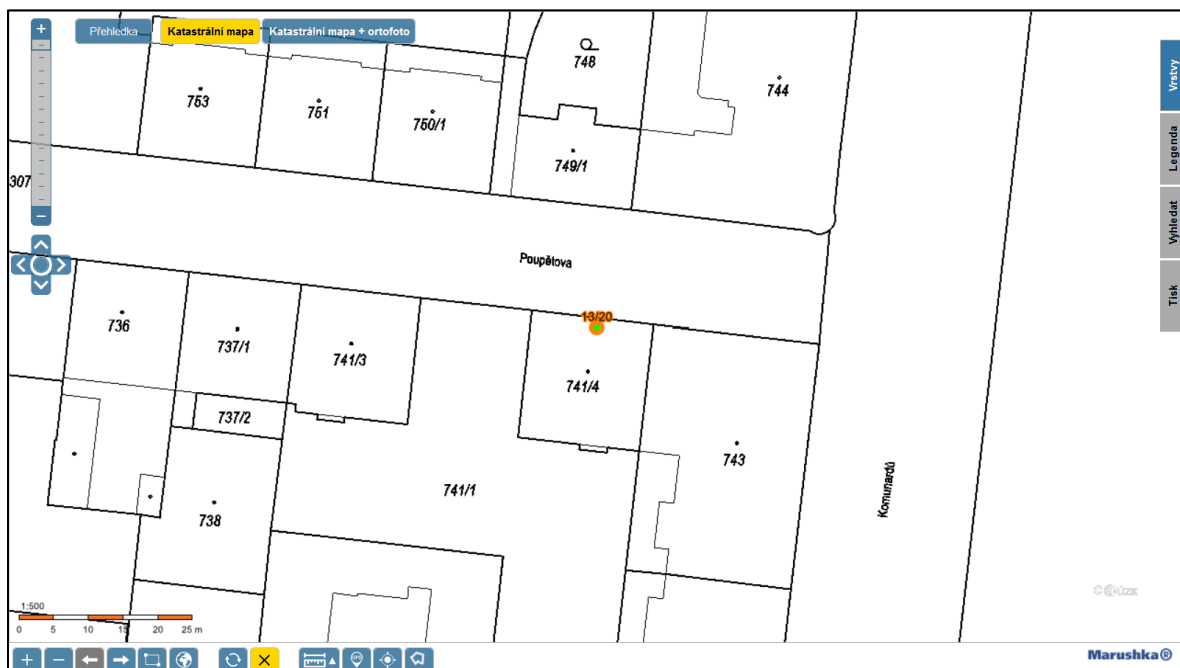 Přehledka
Katastrální mapa
Katastrální mapa + ortofoto
Vrstvy
Legenda
Vyhledat
Tisk
748
744
753
751
750/1
749/1
307
Poupětova
13/20
736
737/1
741/3
741/4
737/2
743
741/1
738
Komunardů
1:500
0 5 10 15 20 25 m
Marushka®